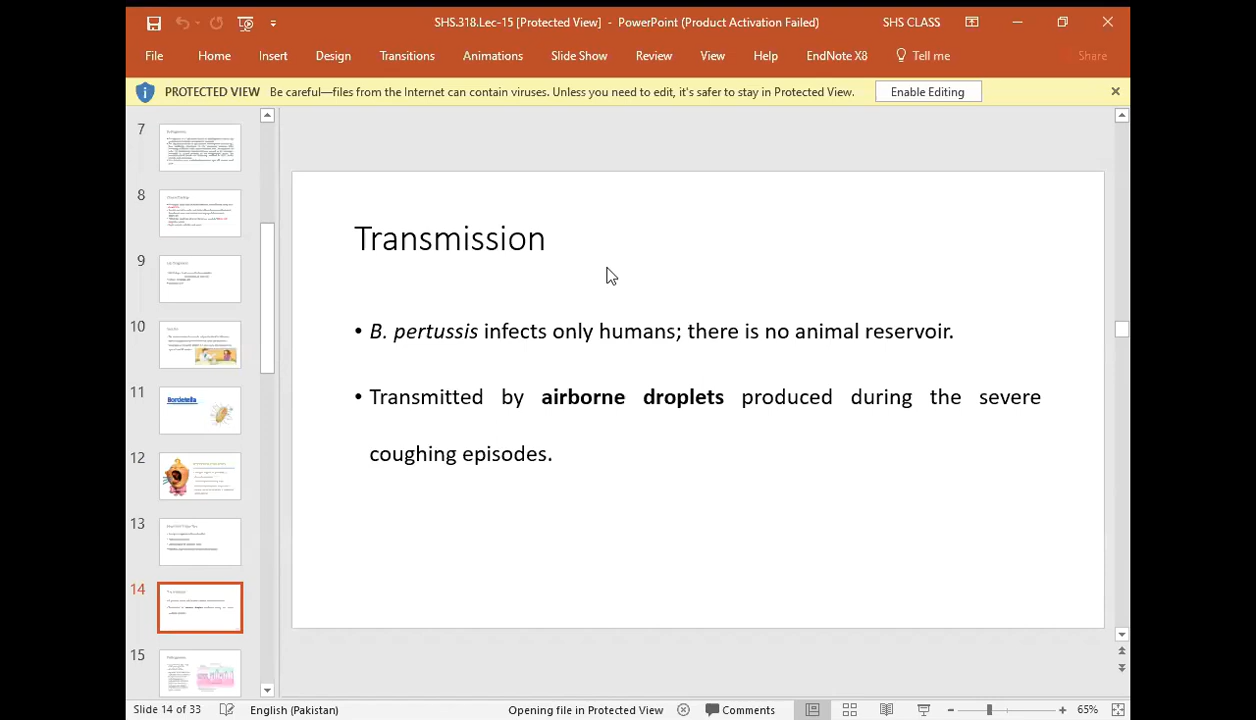 SHS.318.Lec-15 [Protected View] - PowerPoint (Product Activation Failed)
SHS CLASS
File Home Insert Design Transitions Animations Slide Show Review View Help EndNote X8 Tell me Share
PROTECTED VIEW Be careful—files from the Internet can contain viruses. Unless you need to edit, it's safer to stay in Protected View. Enable Editing
7
8
9
10
11
Bordetella
12
13
14
15
Transmission
• B. pertussis infects only humans; there is no animal reservoir.
• Transmitted by airborne droplets produced during the severe
coughing episodes.
Slide 14 of 33 English (Pakistan) Opening file in Protected View Comments 65%